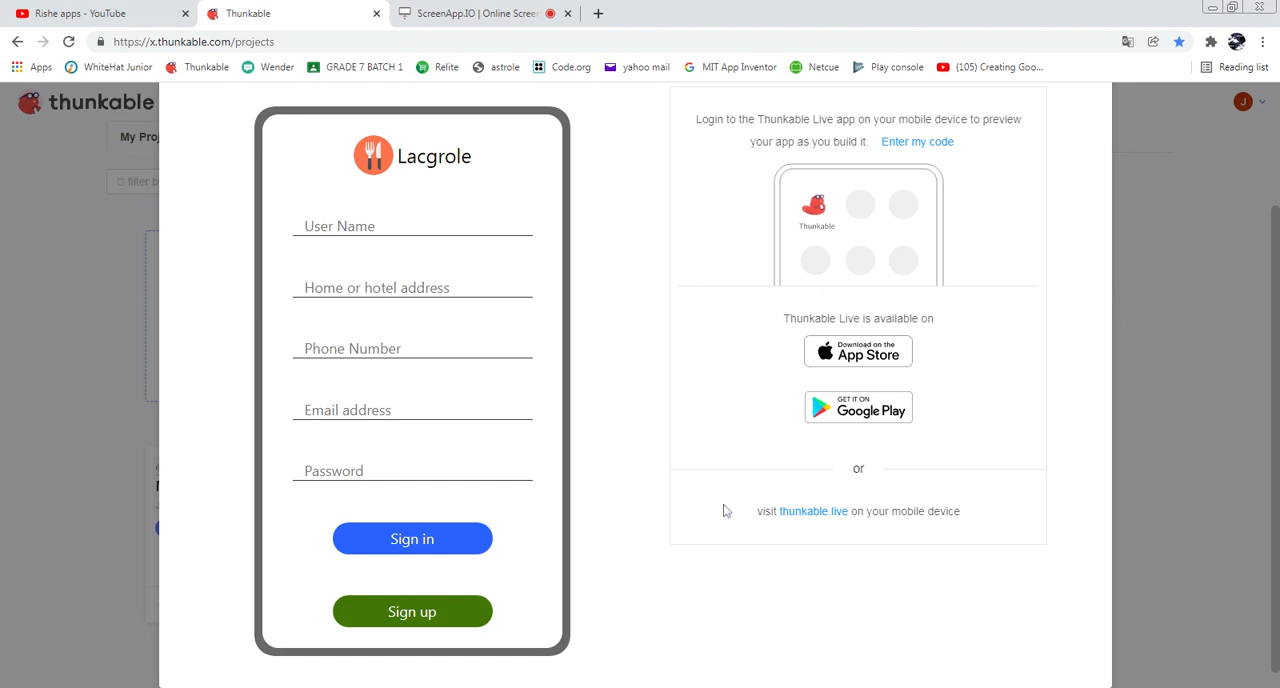 Rishe apps - YouTube
Thunkable
ScreenApp.IO | Online Screen
https://x.thunkable.com/projects
Apps
WhiteHat Junior
Thunkable
Wender
GRADE 7 BATCH 1
Relite
astrole
Code.org
yahoo mail
MIT App Inventor
Netcue
Play console
(105) Creating Goo...
Reading list
thunkable
J
My Proj
filter b
Lacgrole
User Name
Home or hotel address
Phone Number
Email address
Password
Sign in
Sign up
Login to the Thunkable Live app on your mobile device to preview
your app as you build it. Enter my code
Thunkable
Thunkable Live is available on
Download on the
App Store
GET IT ON
Google Play
or
visit thunkable.live on your mobile device